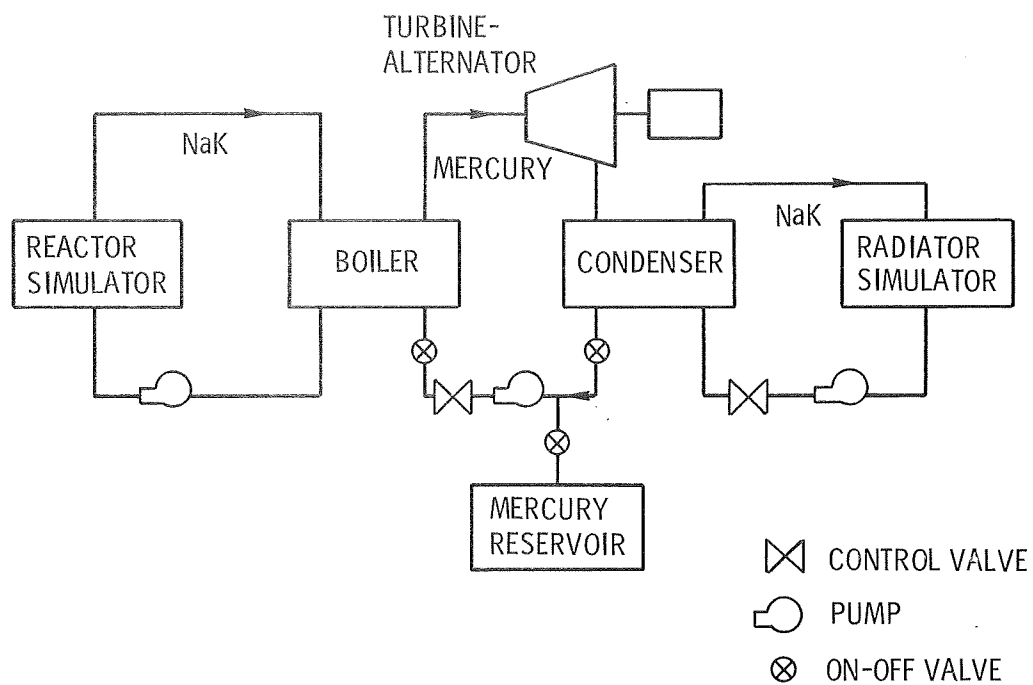 TURBINE-
ALTERNATOR
NaK
MERCURY
NaK
REACTOR
SIMULATOR
BOILER
CONDENSER
RADIATOR
SIMULATOR
MERCURY
RESERVOIR
CONTROL VALVE
PUMP
ON-OFF VALVE